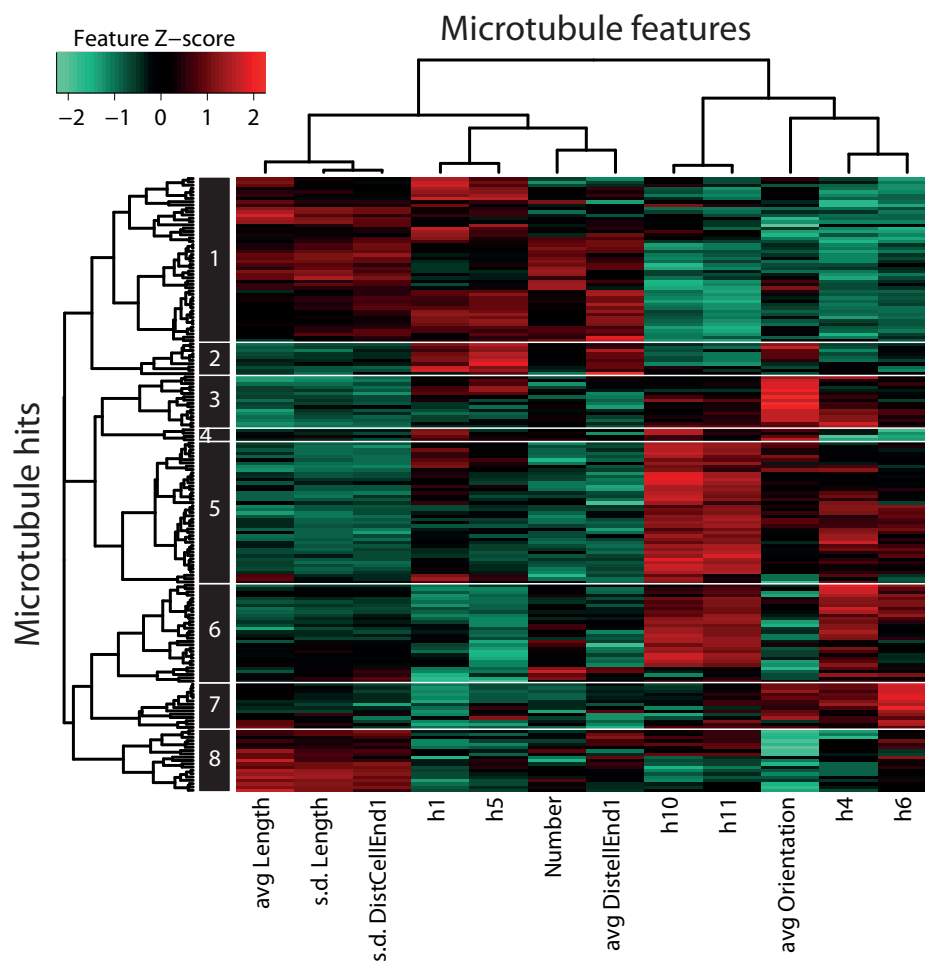 Microtubule features
Feature Z−score
−2 −1 0 1 2
Microtubule hits
1
2
3
4
5
6
7
8
avg Length
s.d. Length
s.d. DistCellEnd1
h1
h5
Number
avg DistellEnd1
h10
h11
avg Orientation
h4
h6